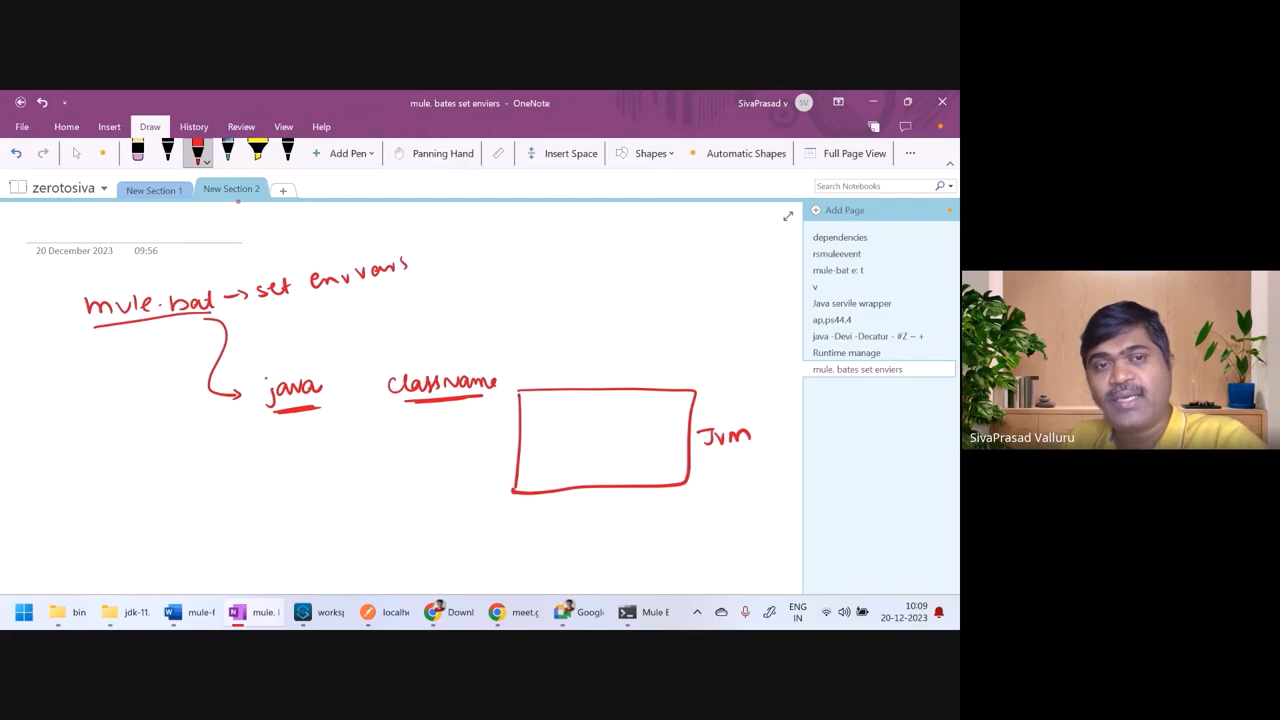 mule. bates set enviers - OneNote
SivaPrasad v
SV
File
Home
Insert
Draw
History
Review
View
Help
Add Pen
Panning Hand
Insert Space
Shapes
Automatic Shapes
Full Page View
zerotosiva
New Section 1
New Section 2
Search Notebooks
Add Page
20 December 2023
09:56
mule.bat → set envvars
java
classname
JVM
dependencies
rsmuleevent
mule-bat e: t
v
Java servile wrapper
ap,ps44.4
java -Devi -Decatur - #Z ~ +
Runtime manage
mule. bates set enviers
SivaPrasad Valluru
bin
jdk-11.
mule-f
mule. l
worksp
localhc
Downl
meet.g
Google
Mule E
ENG
IN
10:09
20-12-2023